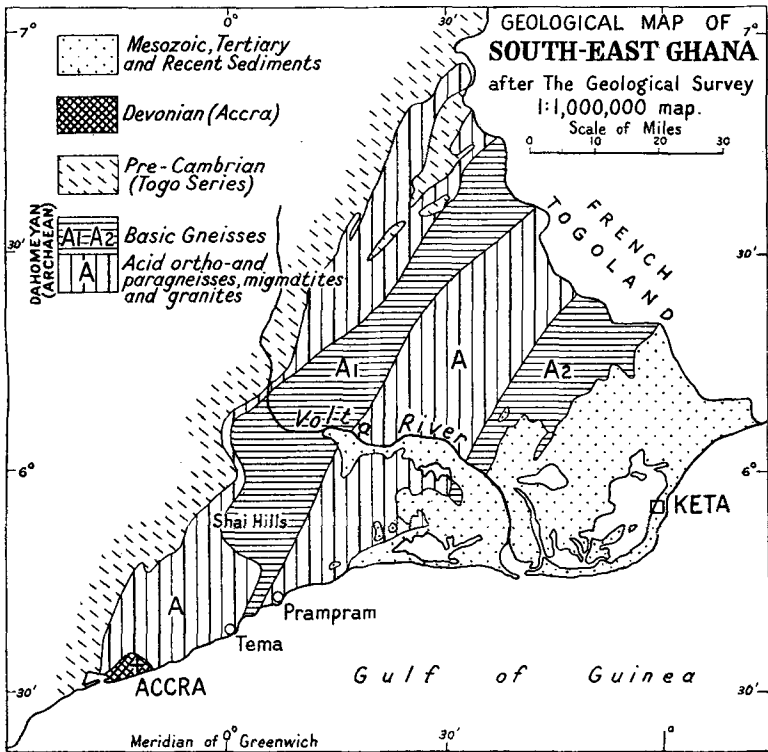 7°
0°
30'
7°
GEOLOGICAL MAP OF
SOUTH-EAST GHANA
after The Geological Survey
1:1,000,000 map.
Scale of Miles
0 10 20 30
Mesozoic, Tertiary
and Recent Sediments
Devonian (Accra)
Pre-Cambrian
(Togo Series)
DAHOMEYAN
(ARCHAEAN)
A1-A2
Basic Gneisses
A
Acid ortho-and
paragneisses, migmatites
and granites
30'
30'
FRENCH
TOGOLAND
A1
A
A2
Volta River
6°
6°
KETA
Shai Hills
A
Prampram
Tema
ACCRA
Gulf of Guinea
30'
30'
Meridian of Greenwich
0°
30'
1°